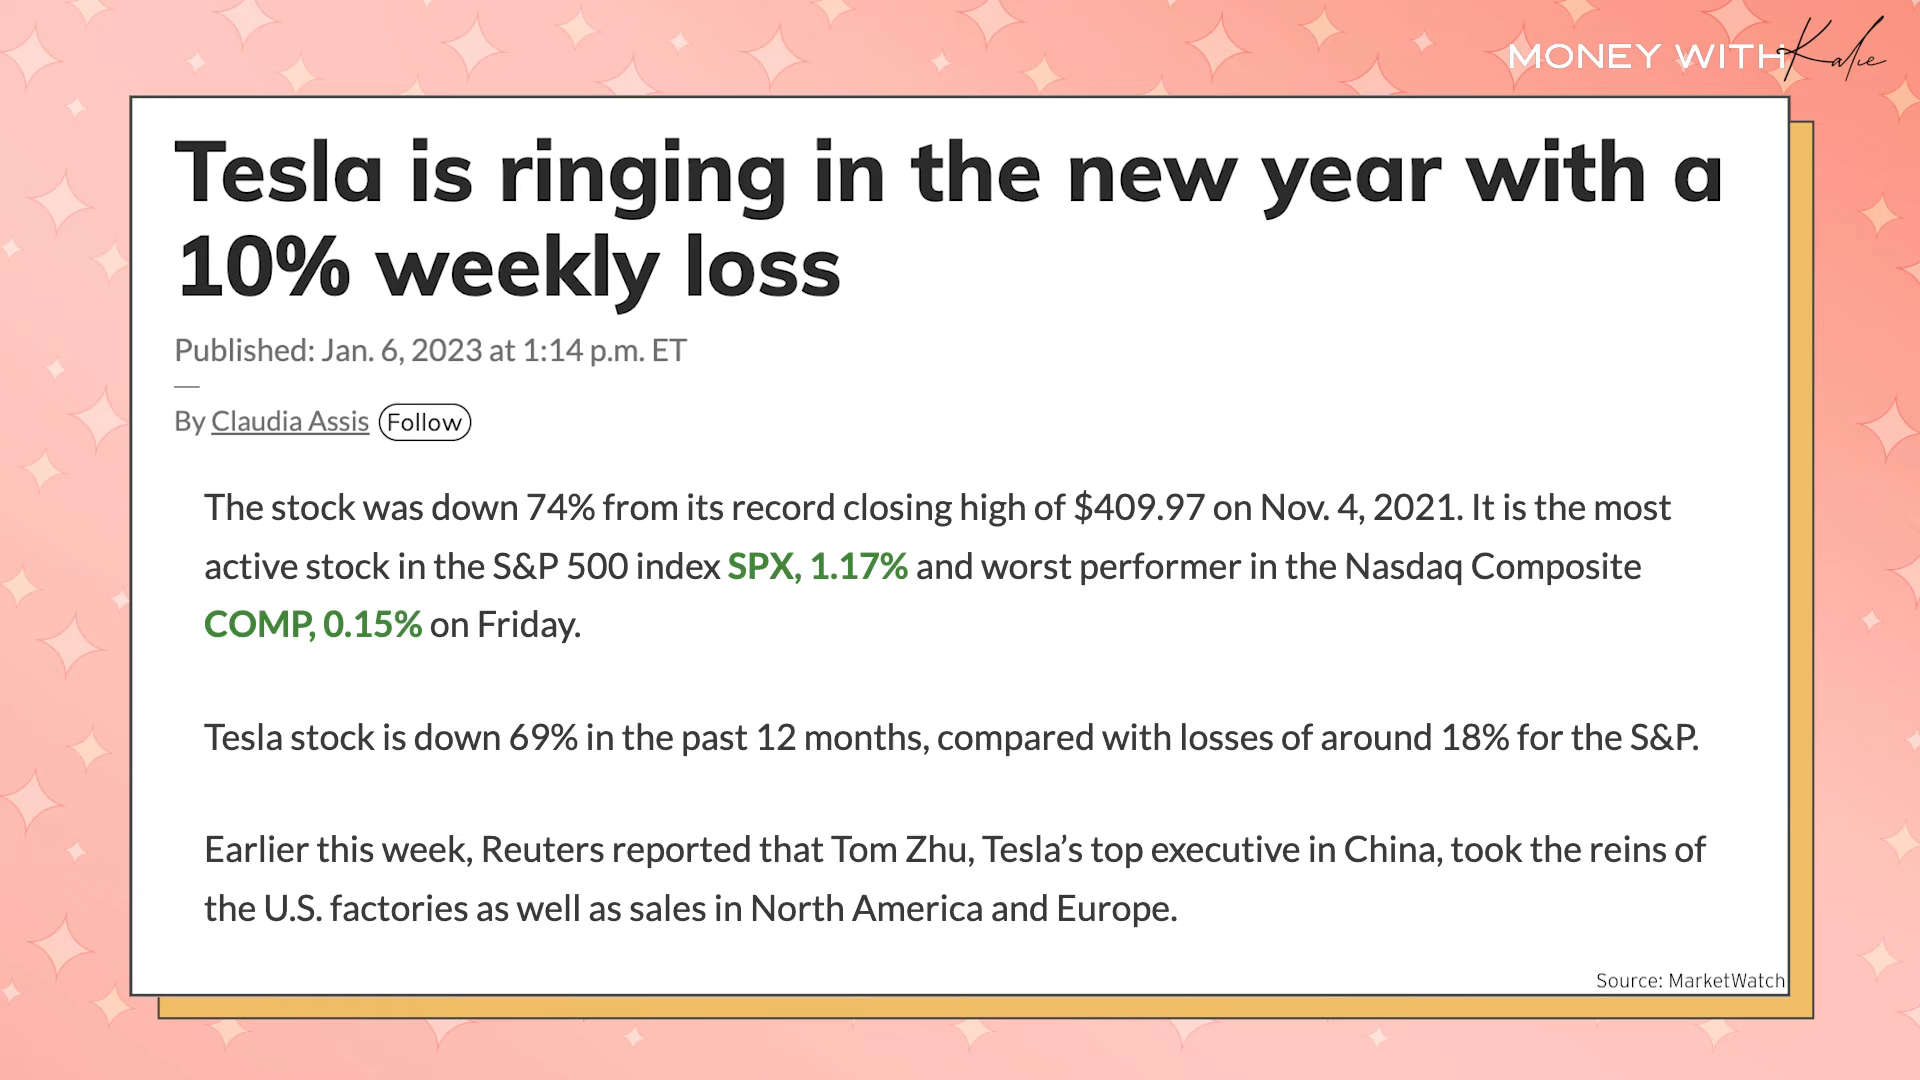 MONEY WITH Katie
Tesla is ringing in the new year with a
10% weekly loss
Published: Jan. 6, 2023 at 1:14 p.m. ET
By Claudia Assis Follow
The stock was down 74% from its record closing high of $409.97 on Nov. 4, 2021. It is the most
active stock in the S&P 500 index SPX, 1.17% and worst performer in the Nasdaq Composite
COMP, 0.15% on Friday.
Tesla stock is down 69% in the past 12 months, compared with losses of around 18% for the S&P.
Earlier this week, Reuters reported that Tom Zhu, Tesla’s top executive in China, took the reins of
the U.S. factories as well as sales in North America and Europe.
Source: MarketWatch